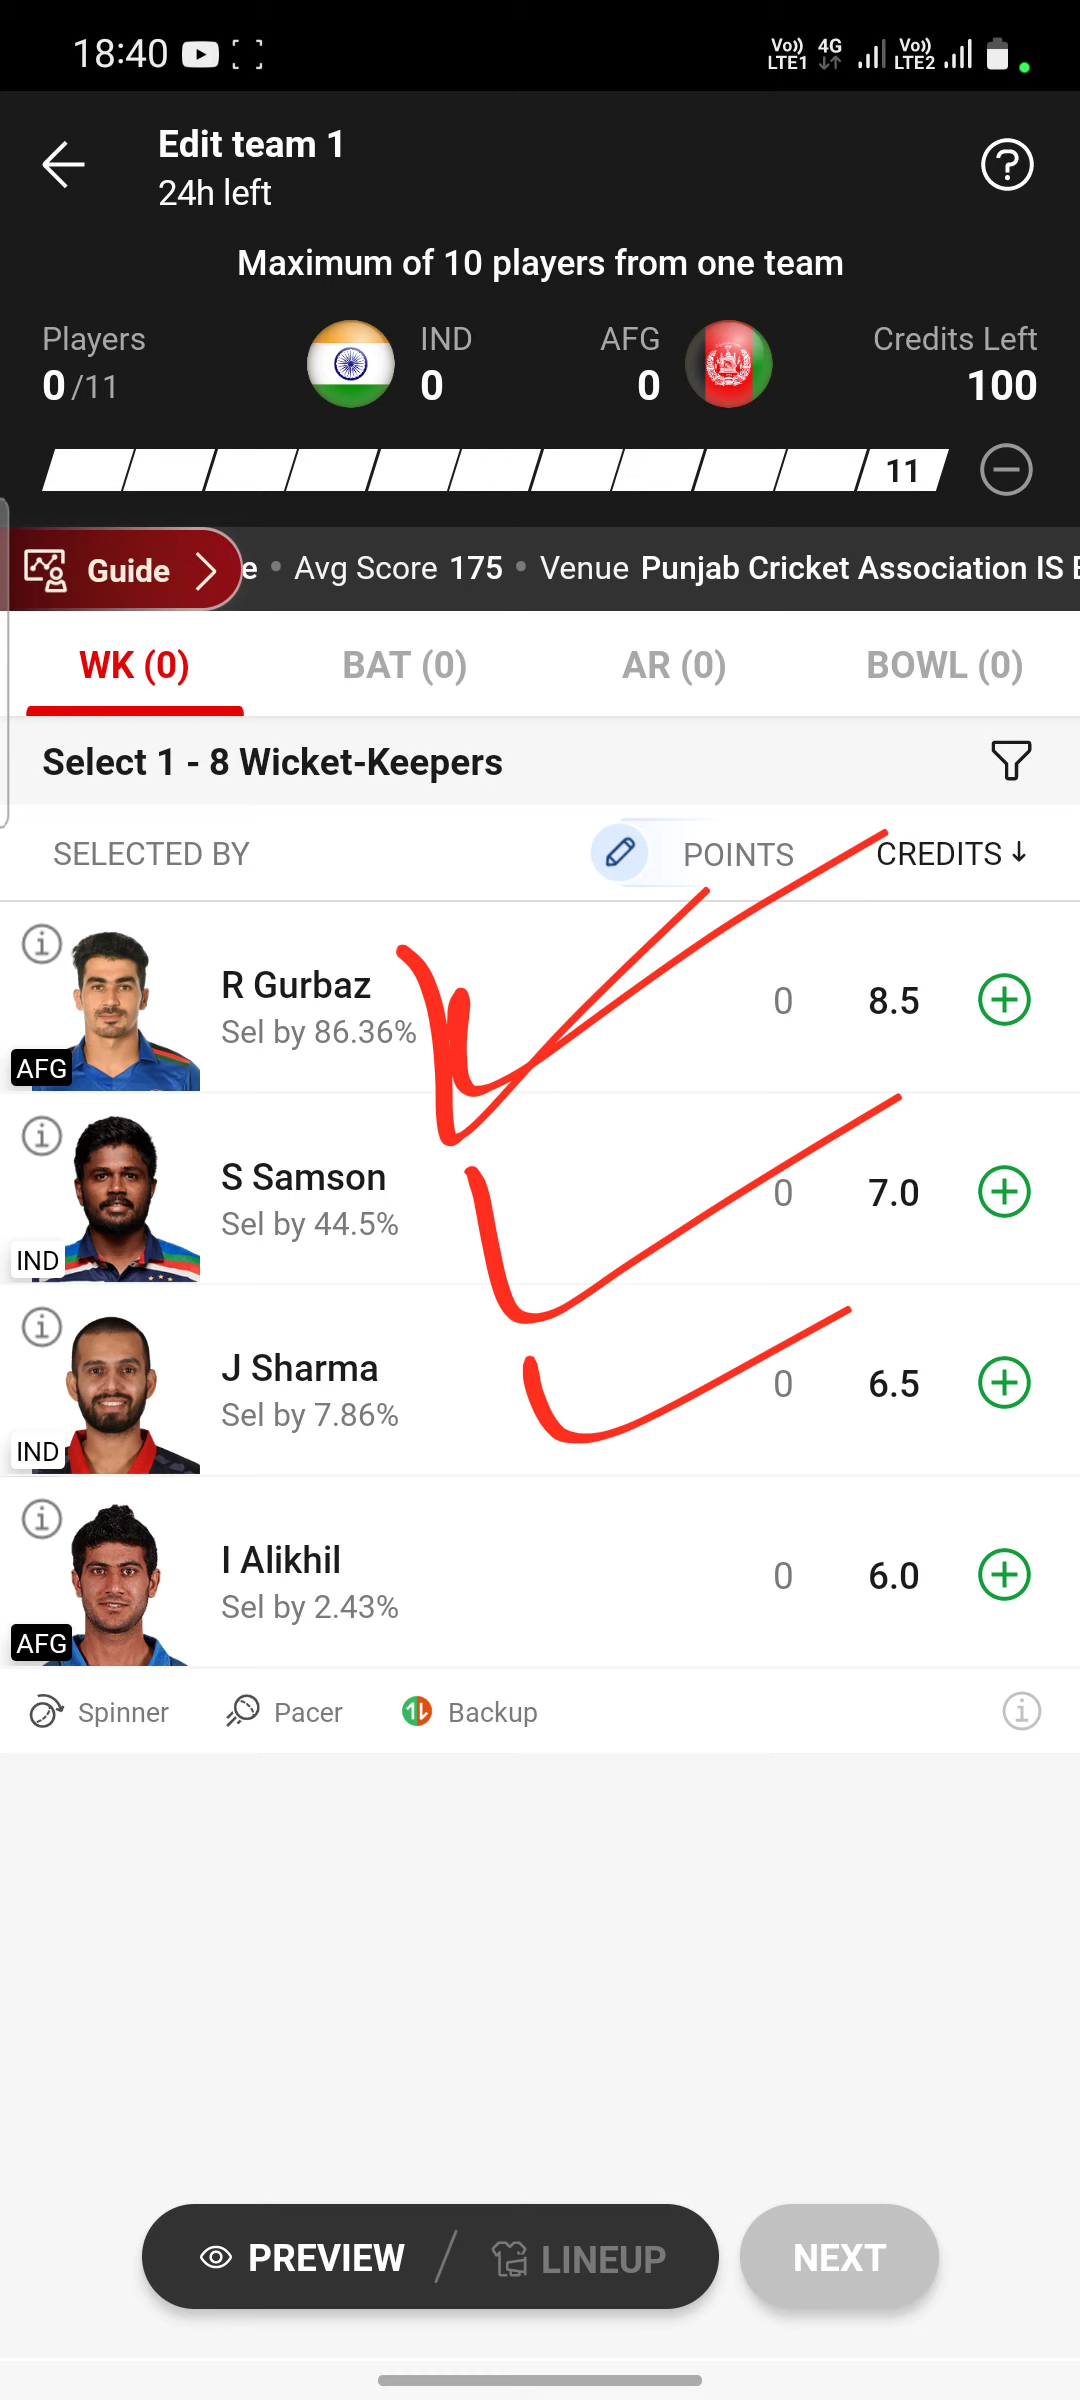 18:40
Vo)) LTE1 4G Vo)) LTE2
Edit team 1
24h left
Maximum of 10 players from one team
Players IND AFG Credits Left
0/11 0 0 100
11
Guide e • Avg Score 175 • Venue Punjab Cricket Association IS
WK (0) BAT (0) AR (0) BOWL (0)
Select 1 - 8 Wicket-Keepers
SELECTED BY POINTS CREDITS ↓
R Gurbaz
Sel by 86.36% 0 8.5
AFG
S Samson
Sel by 44.5% 0 7.0
IND
J Sharma
Sel by 7.86% 0 6.5
IND
I Alikhil
Sel by 2.43% 0 6.0
AFG
Spinner Pacer Backup
PREVIEW / LINEUP NEXT